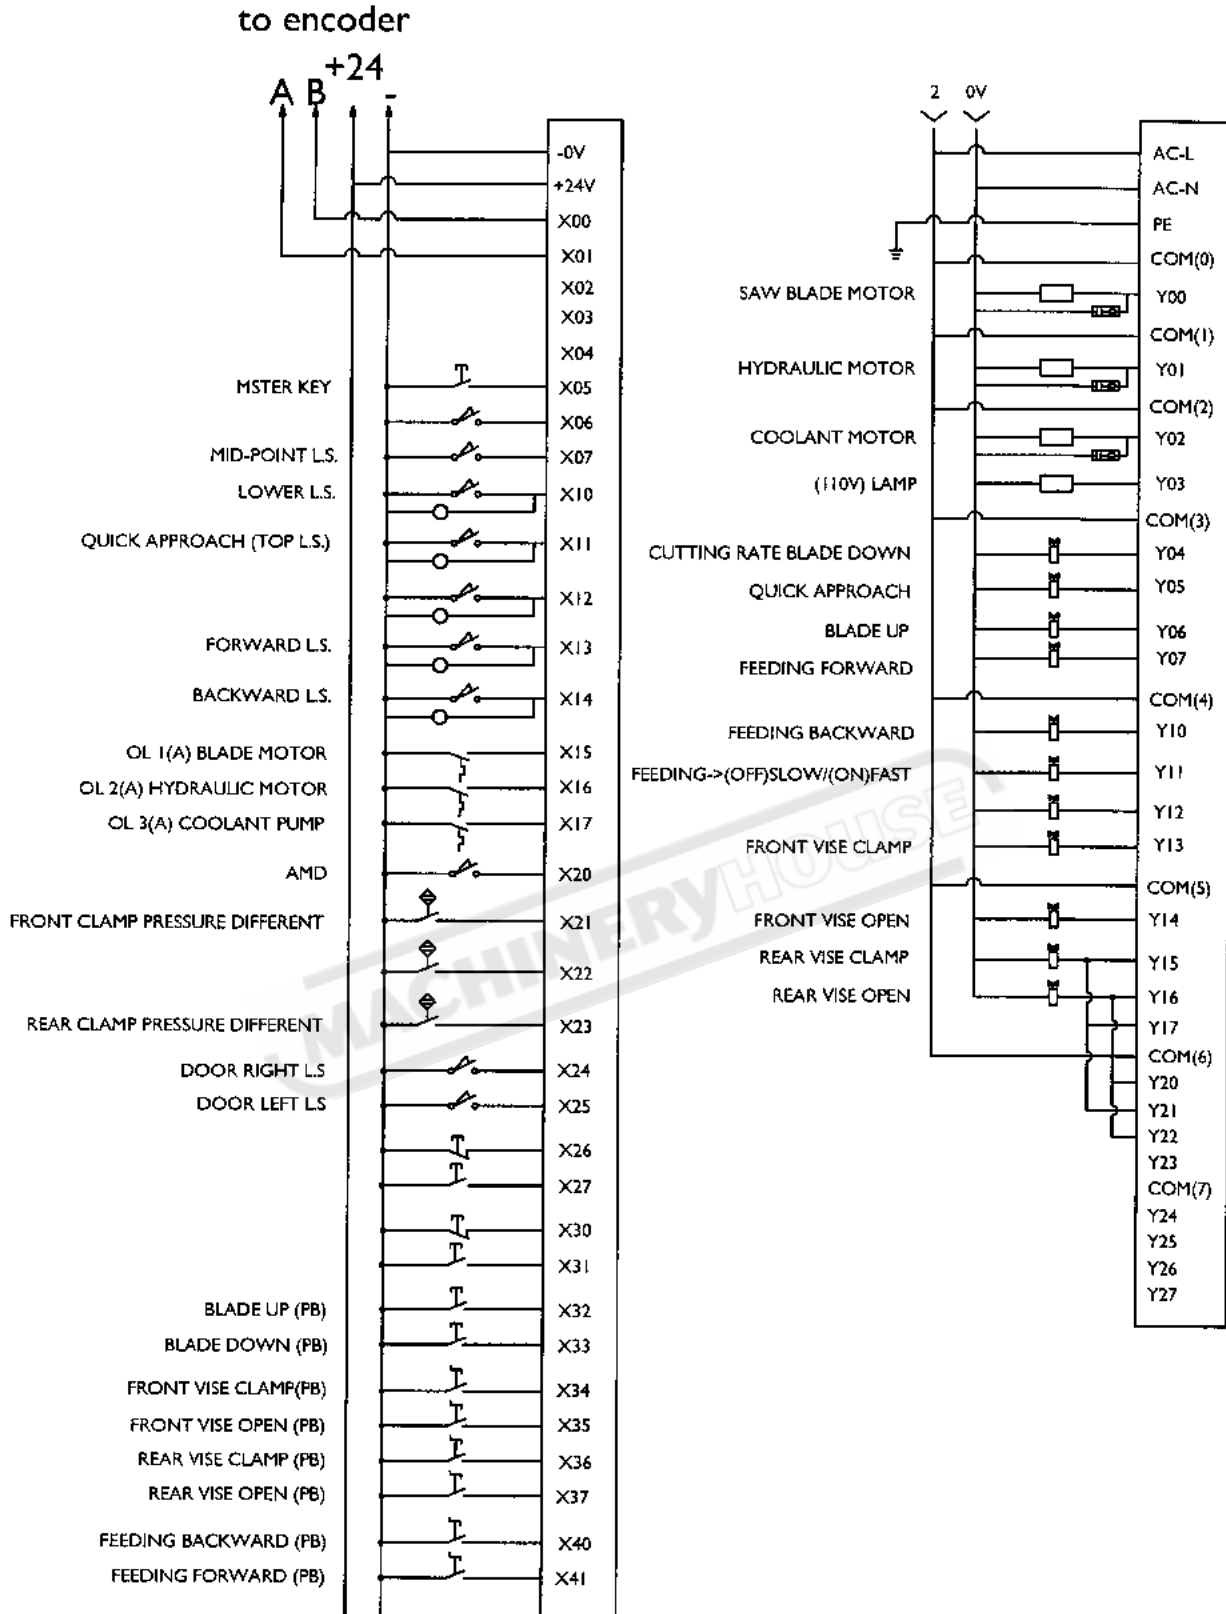 to encoder
+24
A B -
-0V
+24V
X00
X01
X02
X03
X04
MSTER KEY X05
X06
MID-POINT L.S. X07
LOWER L.S. X10
QUICK APPROACH (TOP L.S.) X11
X12
FORWARD L.S. X13
BACKWARD L.S. X14
OL 1(A) BLADE MOTOR X15
OL 2(A) HYDRAULIC MOTOR X16
OL 3(A) COOLANT PUMP X17
AMD X20
FRONT CLAMP PRESSURE DIFFERENT X21
X22
REAR CLAMP PRESSURE DIFFERENT X23
DOOR RIGHT L.S X24
DOOR LEFT L.S X25
X26
X27
X30
X31
BLADE UP (PB) X32
BLADE DOWN (PB) X33
FRONT VISE CLAMP(PB) X34
FRONT VISE OPEN (PB) X35
REAR VISE CLAMP (PB) X36
REAR VISE OPEN (PB) X37
FEEDING BACKWARD (PB) X40
FEEDING FORWARD (PB) X41
2 0V
AC-L
AC-N
PE
COM(0)
SAW BLADE MOTOR Y00
COM(1)
HYDRAULIC MOTOR Y01
COM(2)
COOLANT MOTOR Y02
(110V) LAMP Y03
COM(3)
CUTTING RATE BLADE DOWN Y04
QUICK APPROACH Y05
BLADE UP Y06
FEEDING FORWARD Y07
COM(4)
FEEDING BACKWARD Y10
FEEDING->(OFF)SLOW/(ON)FAST Y11
Y12
FRONT VISE CLAMP Y13
COM(5)
FRONT VISE OPEN Y14
REAR VISE CLAMP Y15
REAR VISE OPEN Y16
Y17
COM(6)
Y20
Y21
Y22
Y23
COM(7)
Y24
Y25
Y26
Y27
MACHINERYHOUSE